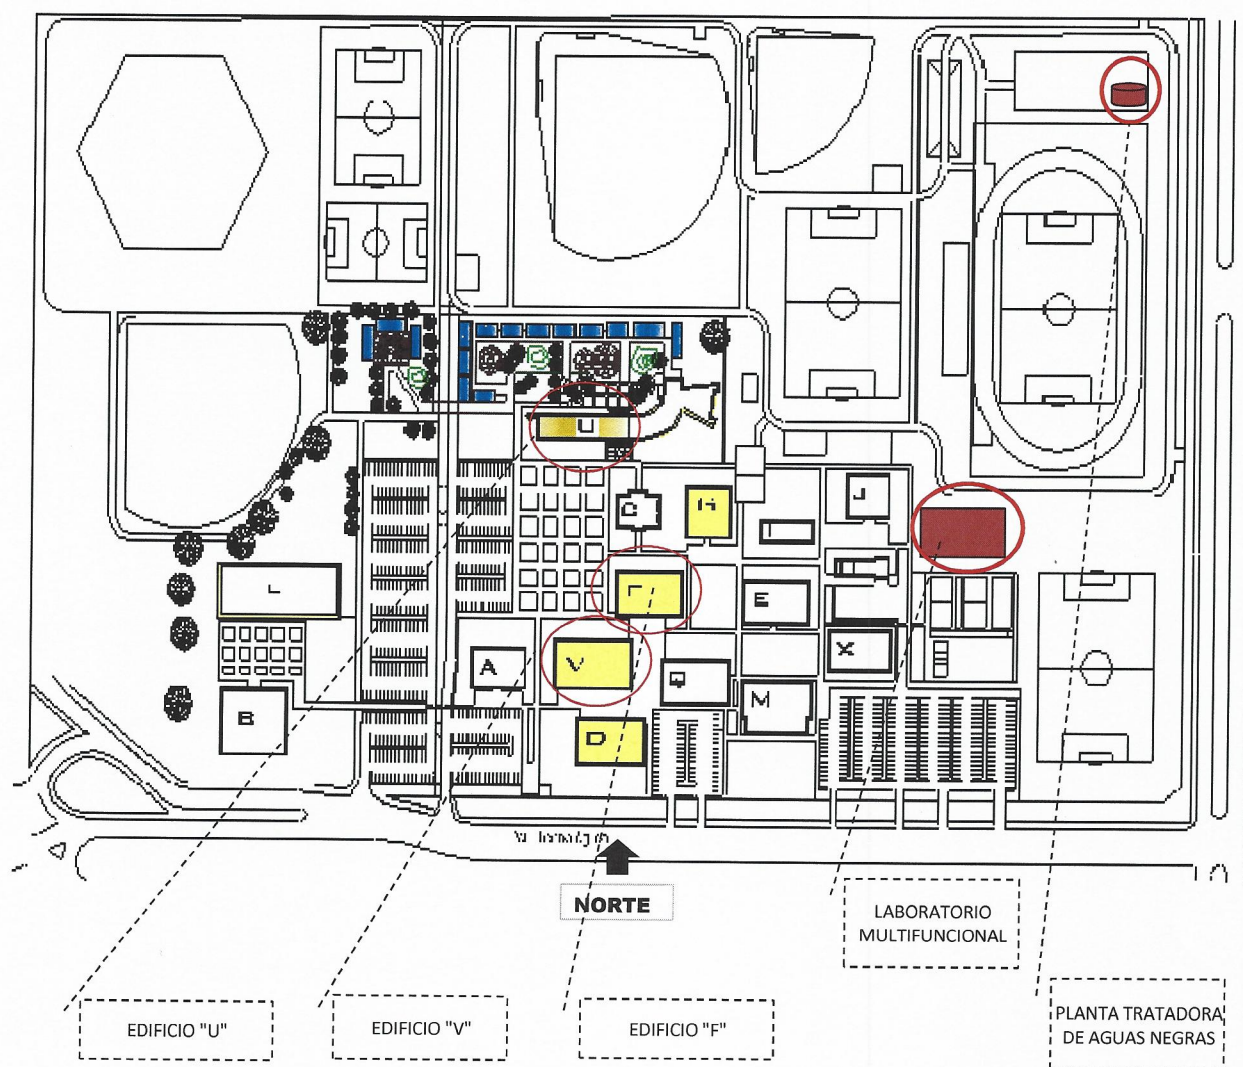 U
C
H
J
L
F
E
A
V
Q
X
B
M
D
NORTE
LABORATORIO
MULTIFUNCIONAL
EDIFICIO "U"
EDIFICIO "V"
EDIFICIO "F"
PLANTA TRATADORA
DE AGUAS NEGRAS